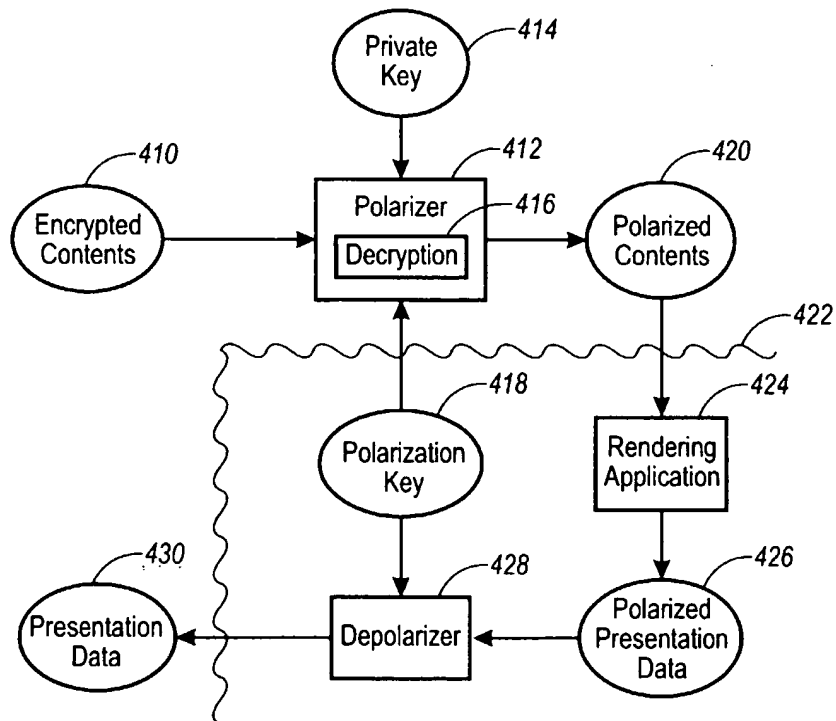 Private
Key
414
410
Encrypted
Contents
412
Polarizer
416
Decryption
420
Polarized
Contents
422
418
Polarization
Key
424
Rendering
Application
430
Presentation
Data
428
Depolarizer
426
Polarized
Presentation
Data